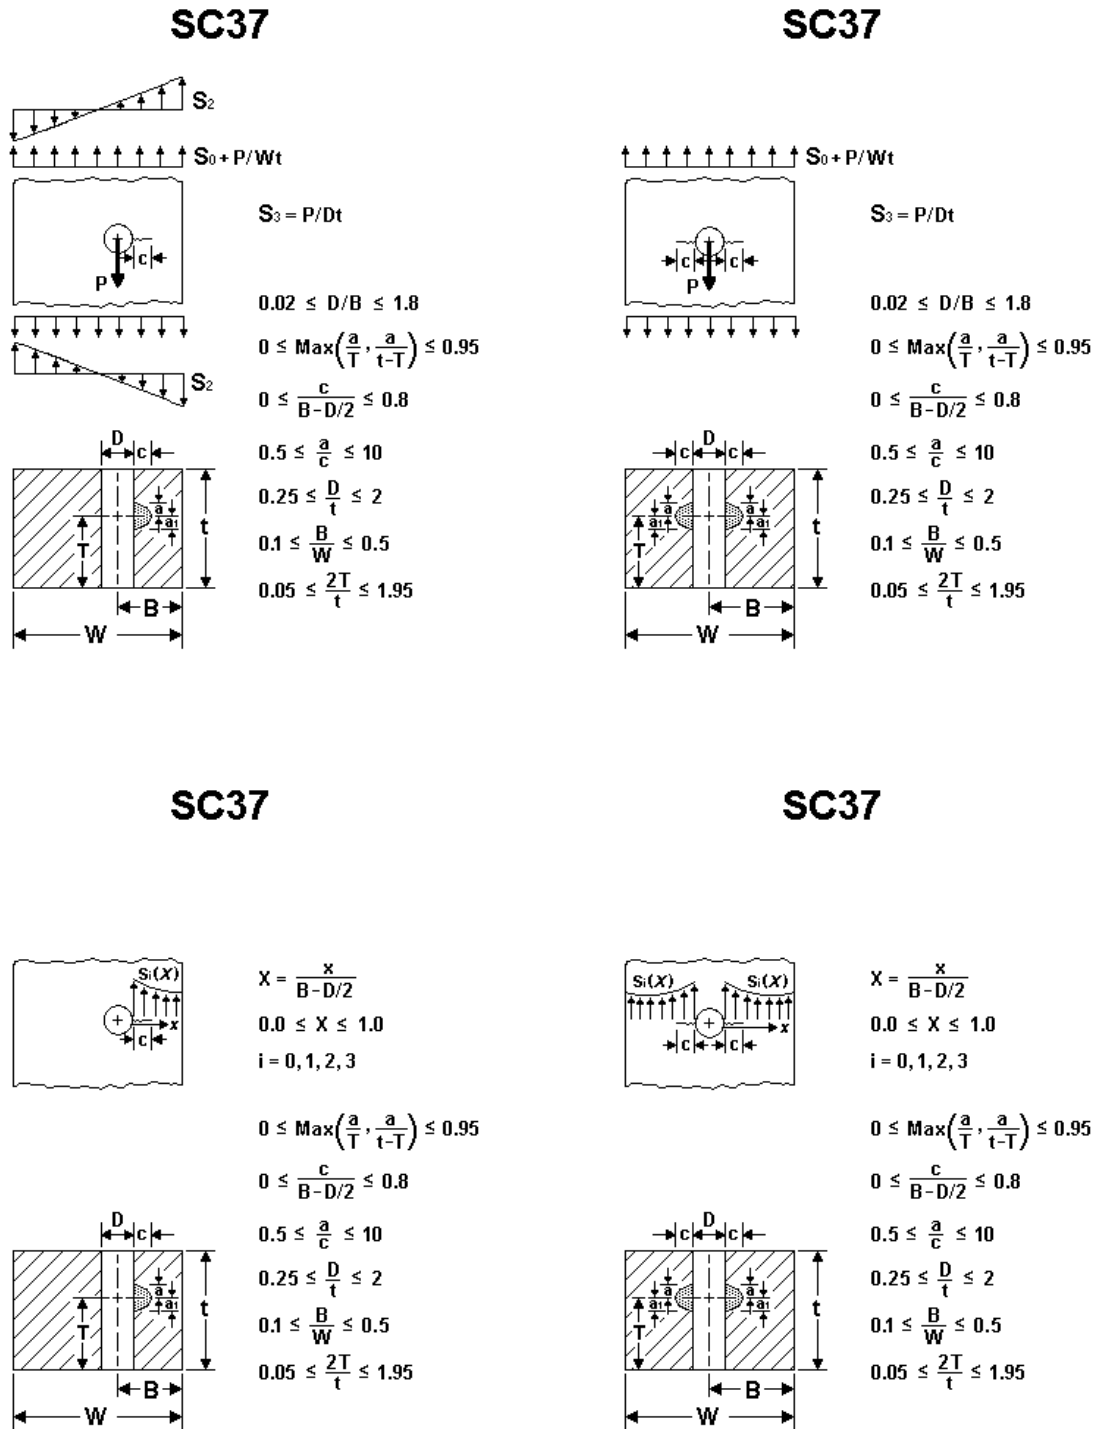 SC37
S₂
S₀ + P/Wt
S₃ = P/Dt
c
P
0.02 ≤ D/B ≤ 1.8
0 ≤ Max(a/T, a/t-T) ≤ 0.95
S₂
0 ≤ c/B-D/2 ≤ 0.8
D c
0.5 ≤ a/c ≤ 10
a
a₁
T
t
0.25 ≤ D/t ≤ 2
0.1 ≤ B/W ≤ 0.5
0.05 ≤ 2T/t ≤ 1.95
B
W
SC37
S₀ + P/Wt
S₃ = P/Dt
c c
P
0.02 ≤ D/B ≤ 1.8
0 ≤ Max(a/T, a/t-T) ≤ 0.95
0 ≤ c/B-D/2 ≤ 0.8
c D c
0.5 ≤ a/c ≤ 10
a a
a₁ a₁
T
t
0.25 ≤ D/t ≤ 2
0.1 ≤ B/W ≤ 0.5
0.05 ≤ 2T/t ≤ 1.95
B
W
SC37
Sᵢ(X)
x
c
X = x/B-D/2
0.0 ≤ X ≤ 1.0
i = 0, 1, 2, 3
0 ≤ Max(a/T, a/t-T) ≤ 0.95
0 ≤ c/B-D/2 ≤ 0.8
D c
0.5 ≤ a/c ≤ 10
a
a₁
T
t
0.25 ≤ D/t ≤ 2
0.1 ≤ B/W ≤ 0.5
0.05 ≤ 2T/t ≤ 1.95
B
W
SC37
Sᵢ(X) Sᵢ(X)
x
c c
X = x/B-D/2
0.0 ≤ X ≤ 1.0
i = 0, 1, 2, 3
0 ≤ Max(a/T, a/t-T) ≤ 0.95
0 ≤ c/B-D/2 ≤ 0.8
c D c
0.5 ≤ a/c ≤ 10
a a
a₁ a₁
T
t
0.25 ≤ D/t ≤ 2
0.1 ≤ B/W ≤ 0.5
0.05 ≤ 2T/t ≤ 1.95
B
W